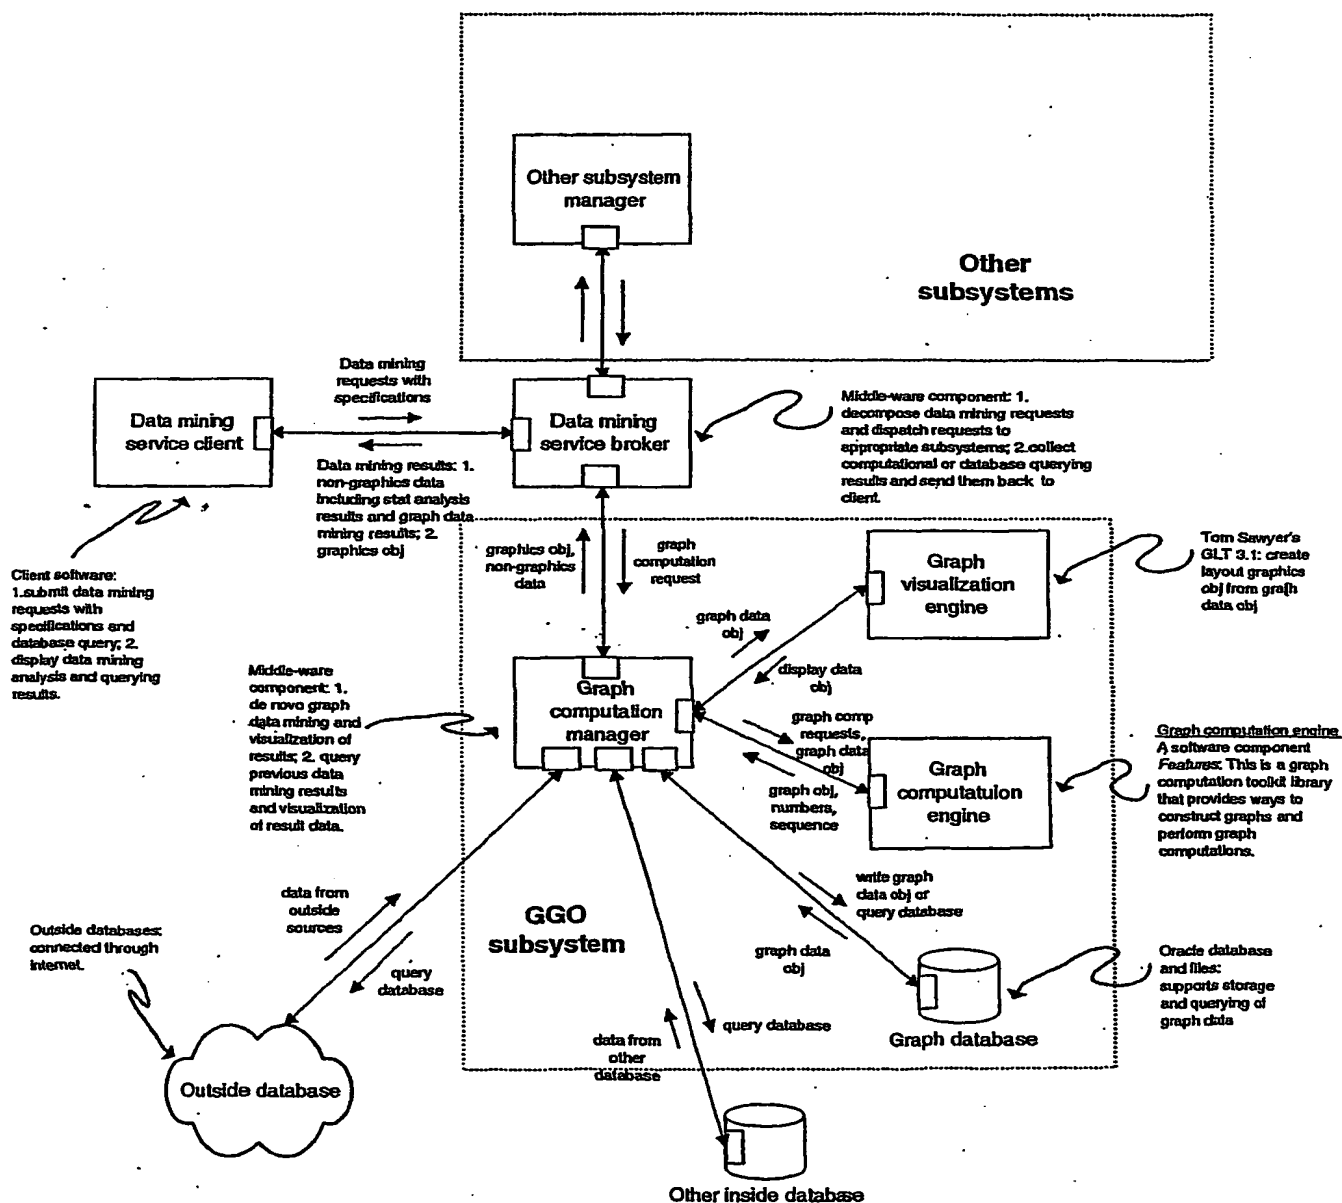 Other subsystem
manager
Other
subsystems
Data mining
requests with
specifications
Data mining
service client
Data mining
service broker
Middle-ware component: 1.
decompose data mining requests
and dispatch requests to
appropriate subsystems; 2.collect
computational or database querying
results and send them back to
client.
Data mining results: 1.
non-graphics data
including stat analysis
results and graph data
mining results; 2.
graphics obj
Client software:
1.submit data mining
requests with
specifications and
database query; 2.
display data mining
analysis and querying
results.
graphics obj,
non-graphics
data
graph
computation
request
Graph
visualization
engine
Tom Sawyer's
GLT 3.1: create
layout graphics
obj from graph
data obj
graph data
obj
display data
obj
Middle-ware
component: 1.
de novo graph
data mining and
visualization of
results; 2. query
previous data
mining results
and visualization
of result data.
Graph
computation
manager
graph comp
requests,
graph data
obj
graph obj,
numbers,
sequence
Graph
computatuion
engine
Graph computation engine
A software component
Features: This is a graph
computation toolkit library
that provides ways to
construct graphs and
perform graph
computations.
data from
outside
sources
query
database
GGO
subsystem
write graph
data obj or
query database
graph data
obj
Outside databases:
connected through
internet.
Oracle database
and files:
supports storage
and querying of
graph data
Graph database
query database
data from
other
database
Outside database
Other inside database